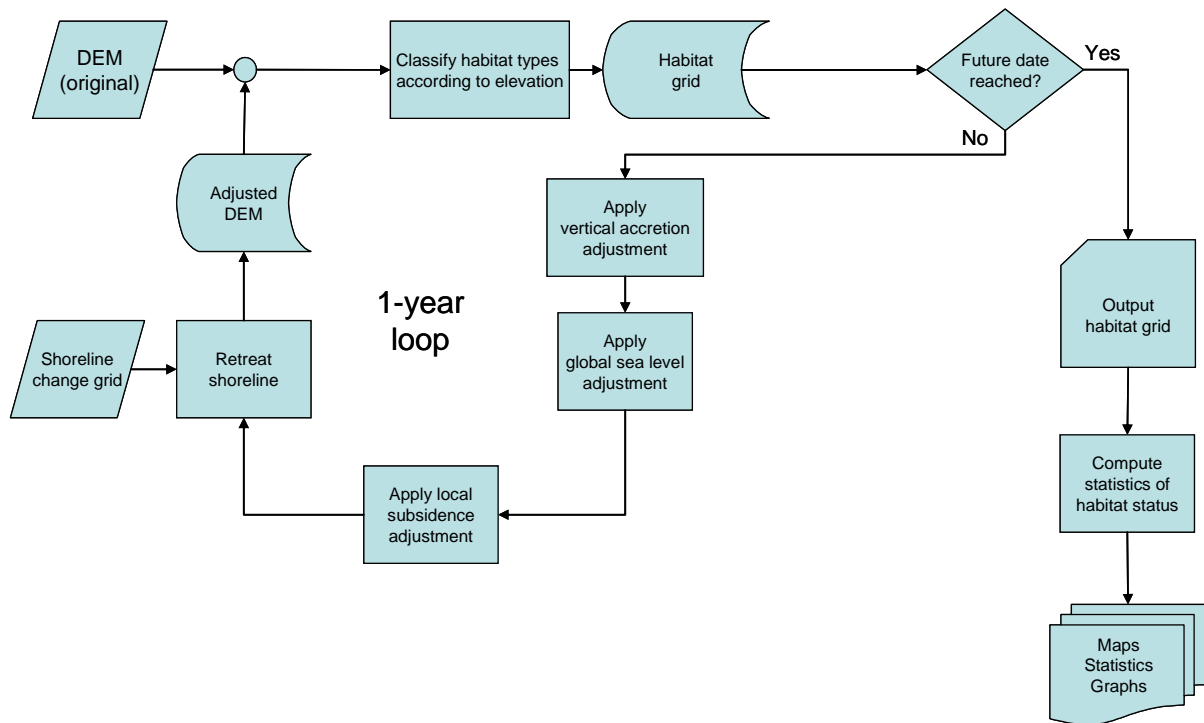 DEM
(original)
Classify habitat types
according to elevation
Habitat
grid
Future date
reached?
Yes
No
Adjusted
DEM
Apply
vertical accretion
adjustment
1-year
loop
Output
habitat grid
Shoreline
change grid
Retreat
shoreline
Apply
global sea level
adjustment
Apply local
subsidence
adjustment
Compute
statistics of
habitat status
Maps
Statistics
Graphs